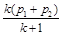 k(p₁ + p₂)
k+1